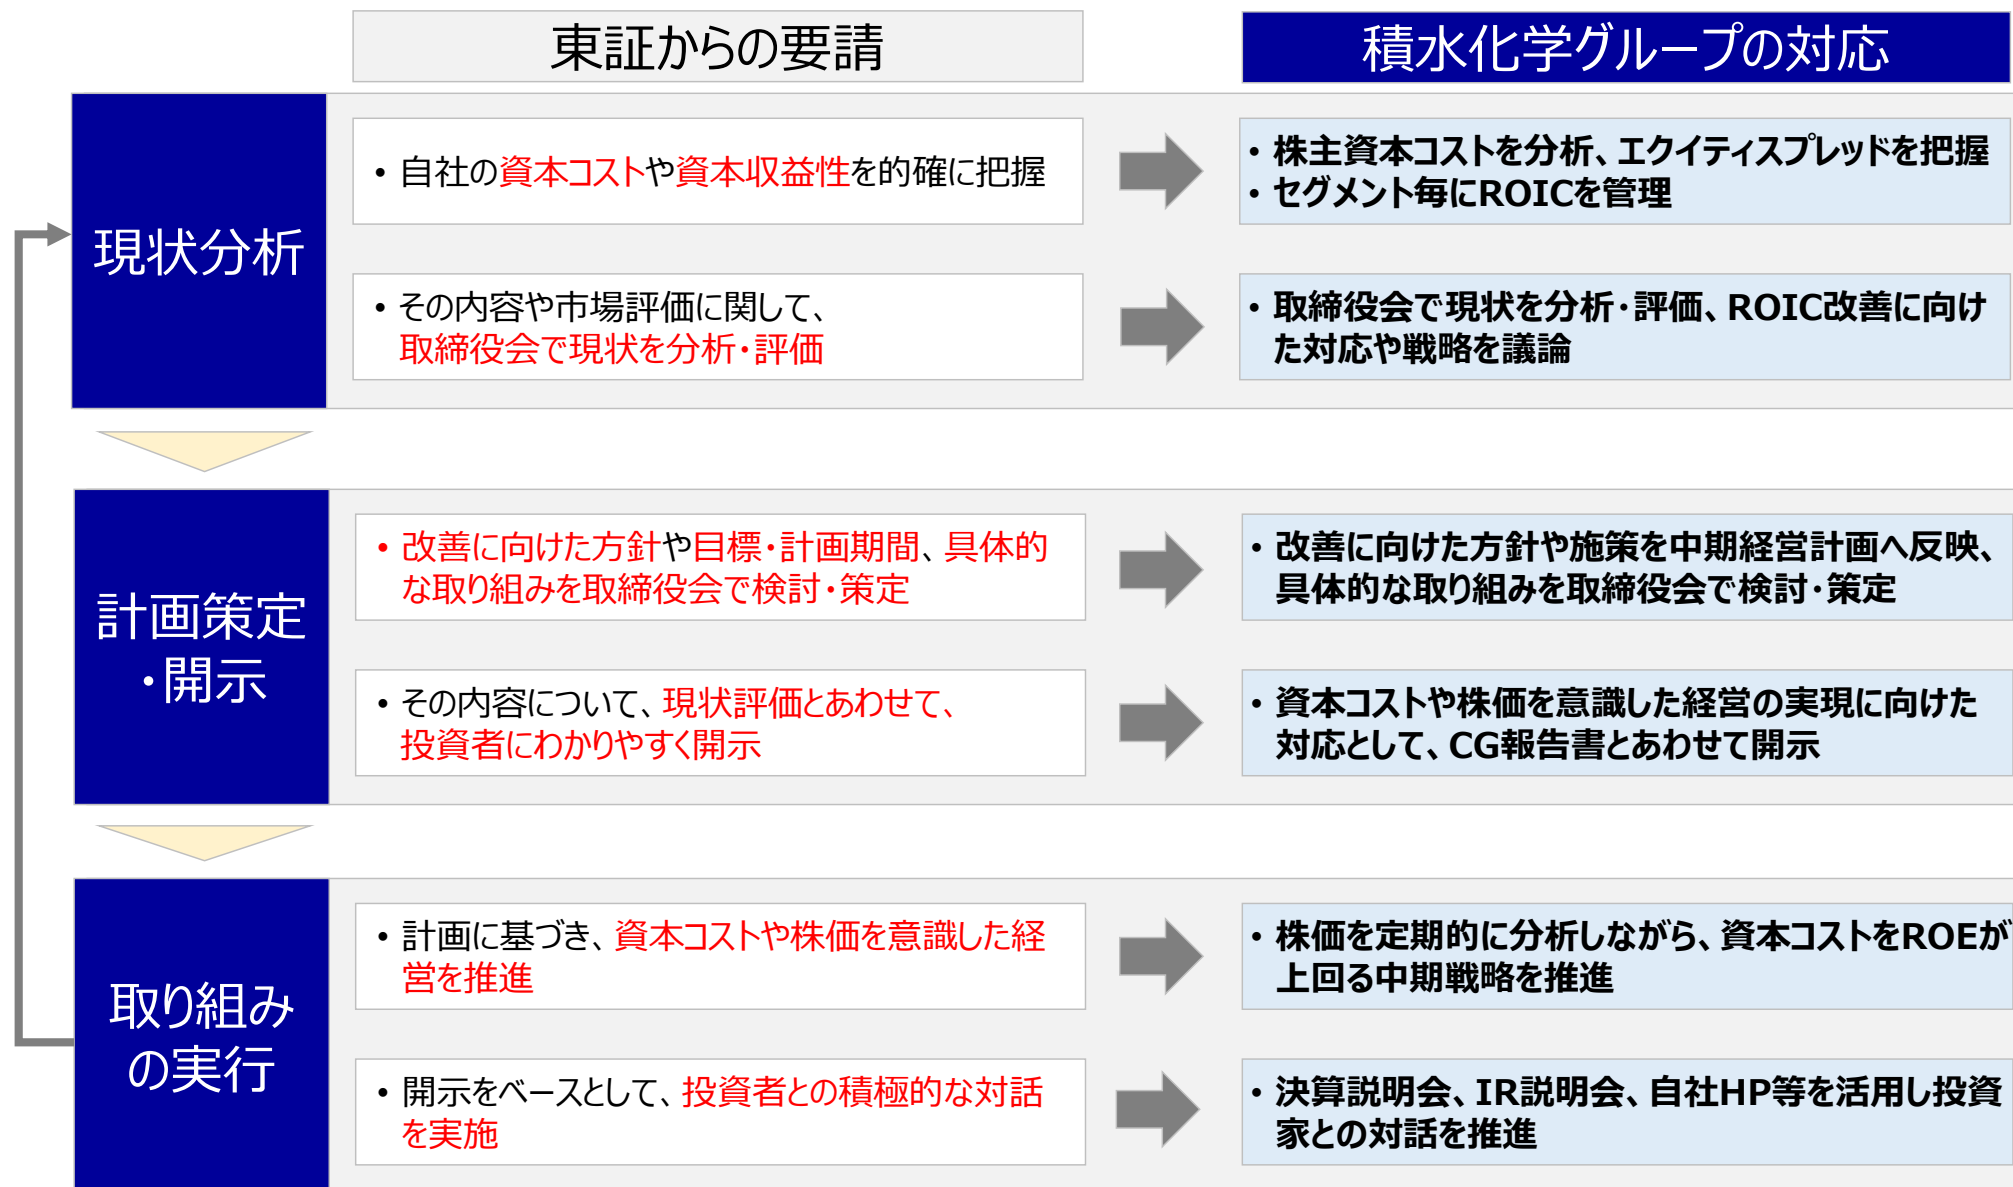 東証からの要請
積水化学グループの対応
現状分析
• 自社の資本コストや資本収益性を的確に把握
• 株主資本コストを分析、エクイティスプレッドを把握
• セグメント毎にROICを管理
• その内容や市場評価に関して、
取締役会で現状を分析・評価
• 取締役会で現状を分析・評価、ROIC改善に向け
た対応や戦略を議論
計画策定
・開示
• 改善に向けた方針や目標・計画期間、具体的
な取り組みを取締役会で検討・策定
• 改善に向けた方針や施策を中期経営計画へ反映、
具体的な取り組みを取締役会で検討・策定
• その内容について、現状評価とあわせて、
投資者にわかりやすく開示
• 資本コストや株価を意識した経営の実現に向けた
対応として、CG報告書とあわせて開示
取り組み
の実行
• 計画に基づき、資本コストや株価を意識した経
営を推進
• 株価を定期的に分析しながら、資本コストをROEが
上回る中期戦略を推進
• 開示をベースとして、投資者との積極的な対話
を実施
• 決算説明会、IR説明会、自社HP等を活用し投資
家との対話を推進